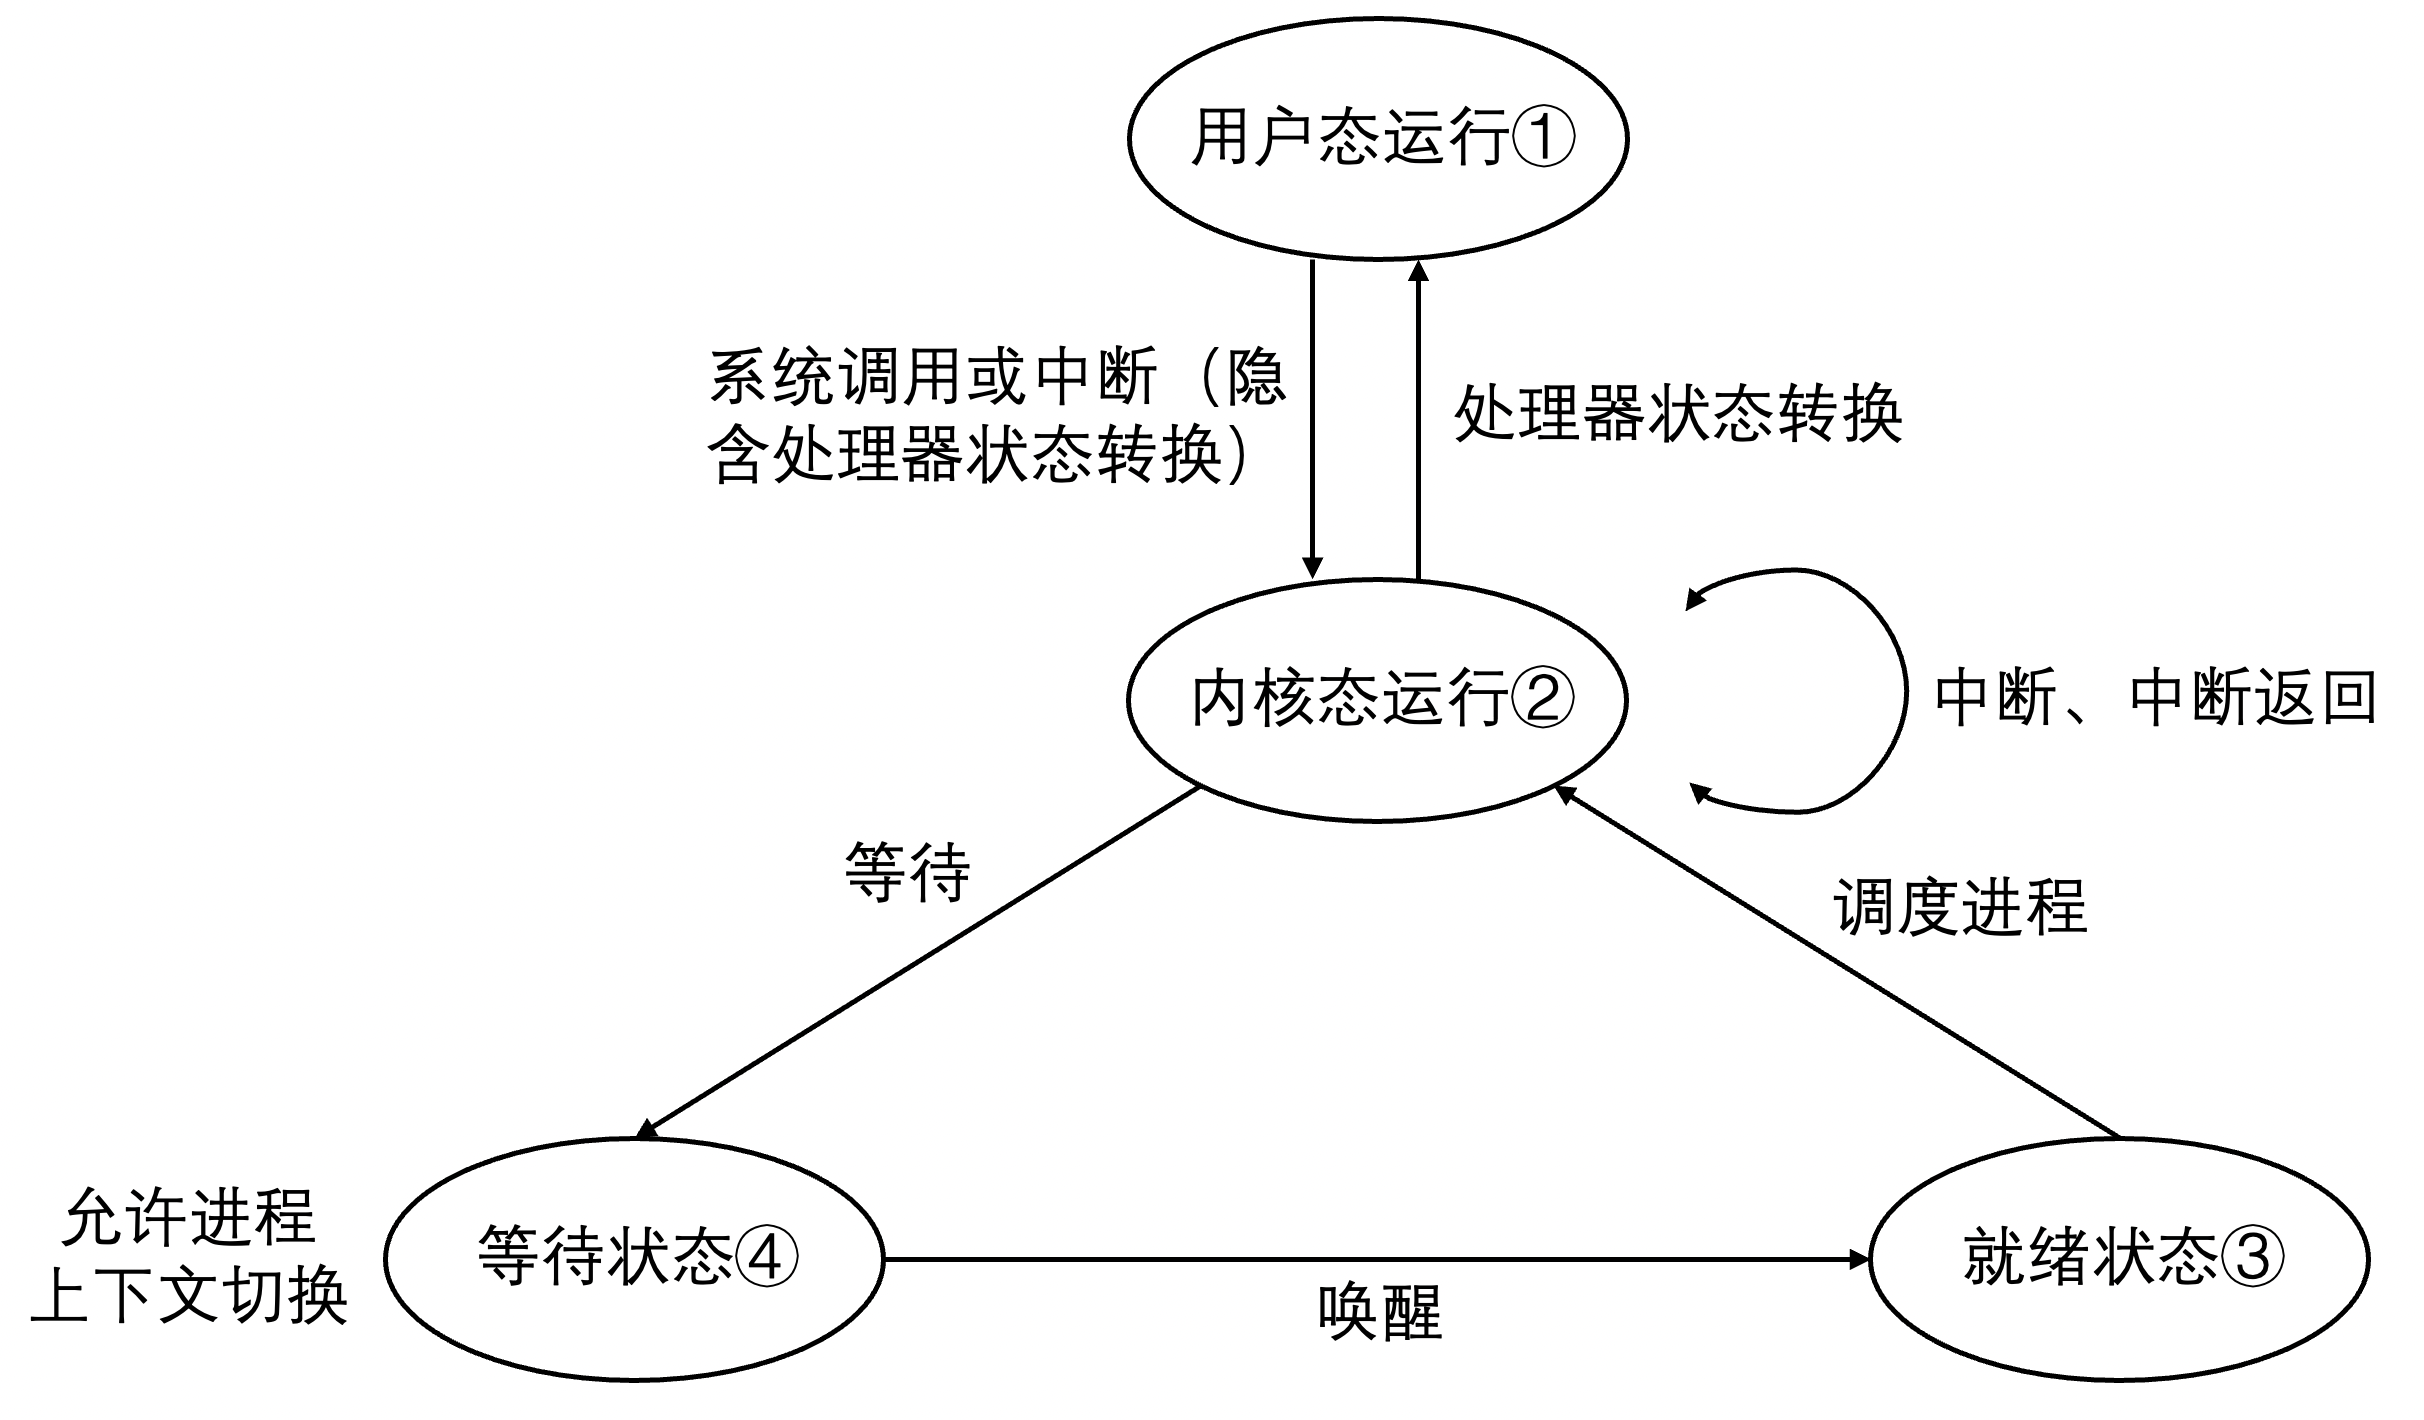 用户态运行①
系统调用或中断（隐
含处理器状态转换）
处理器状态转换
内核态运行②
中断、中断返回
等待
调度进程
允许进程
上下文切换
等待状态④
就绪状态③
唤醒